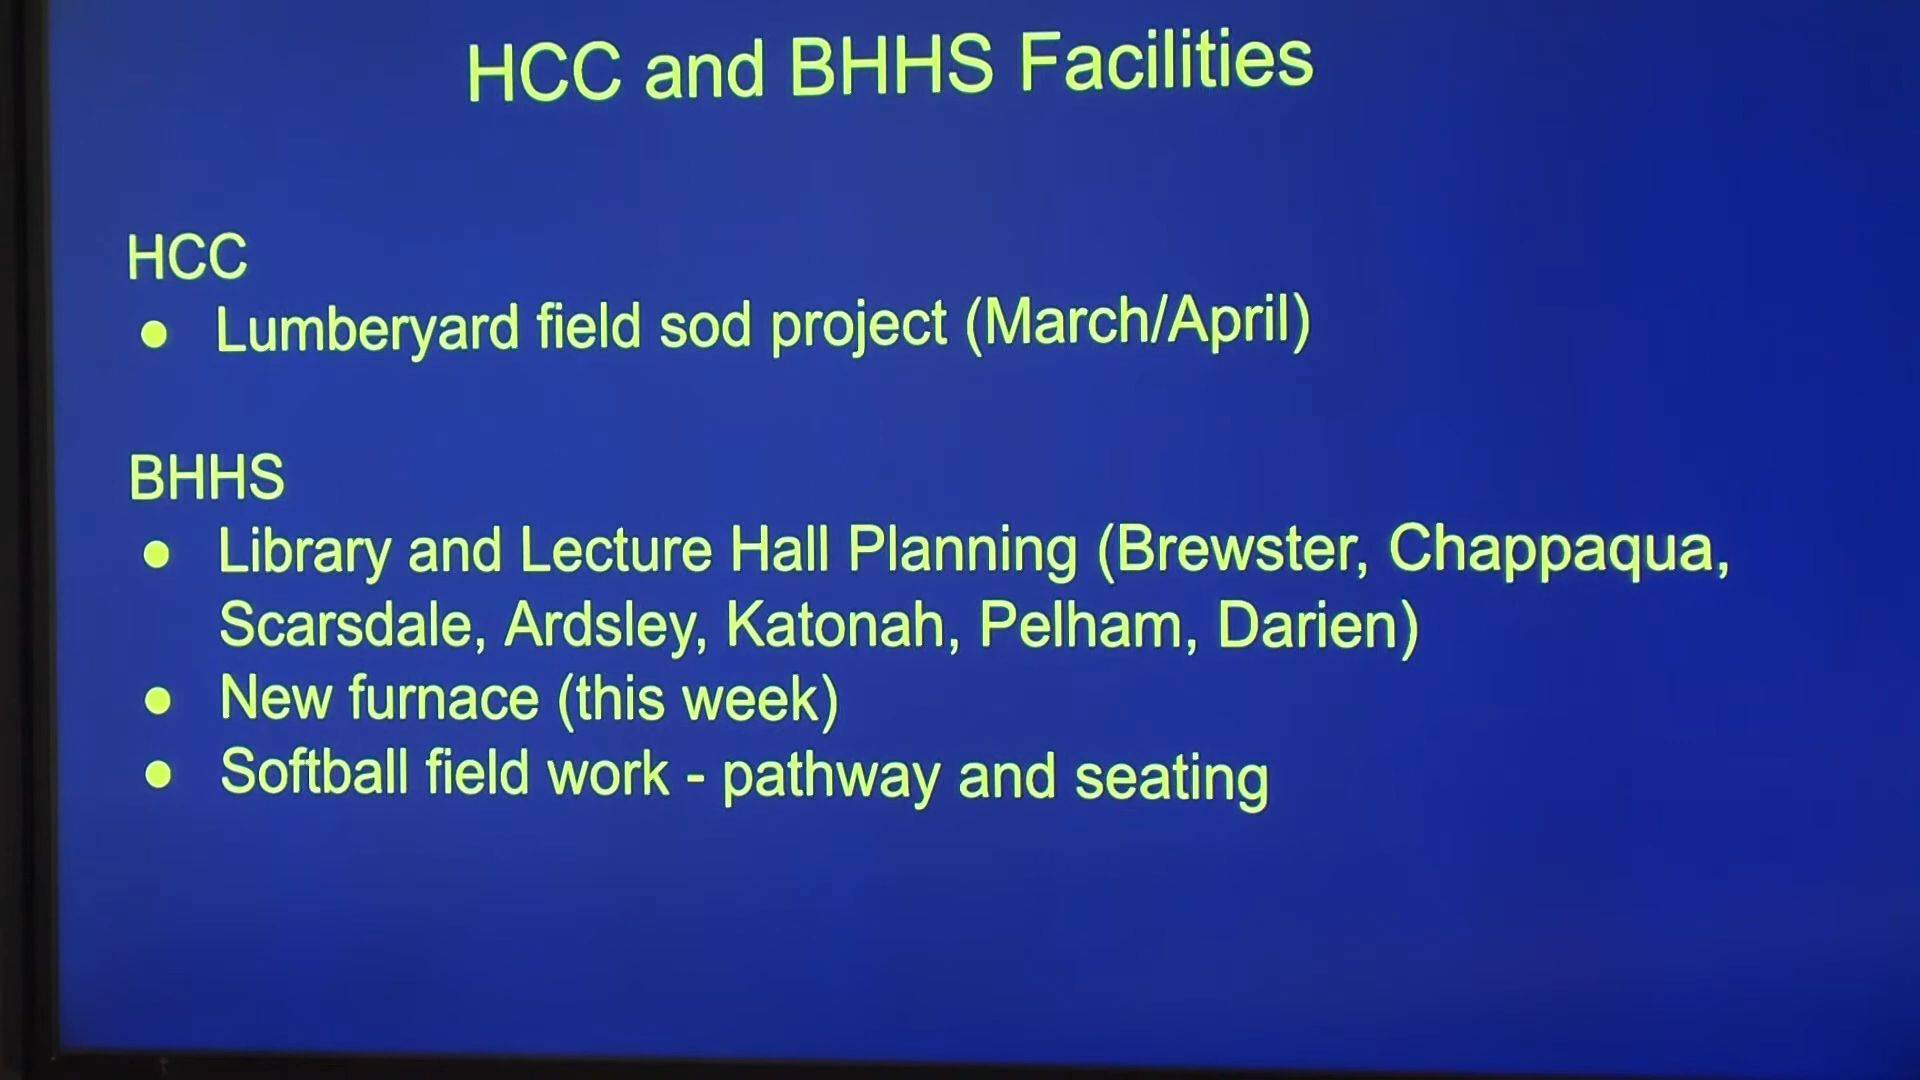 HCC and BHHS Facilities
HCC
● Lumberyard field sod project (March/April)
BHHS
● Library and Lecture Hall Planning (Brewster, Chappaqua,
Scarsdale, Ardsley, Katonah, Pelham, Darien)
● New furnace (this week)
● Softball field work - pathway and seating